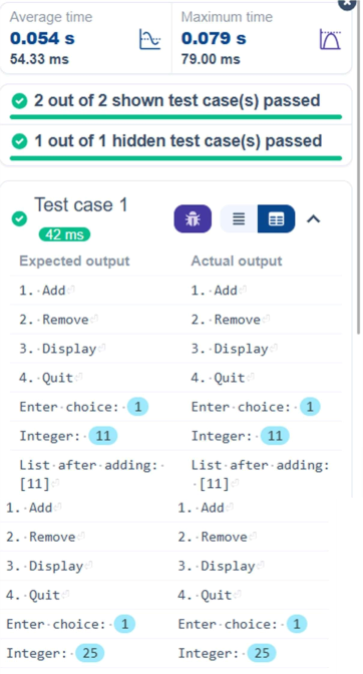 Average time Maximum time
0.054 s 0.079 s
54.33 ms 79.00 ms
2 out of 2 shown test case(s) passed
1 out of 1 hidden test case(s) passed
Test case 1
42 ms
Expected output Actual output
1. Add 1. Add
2. Remove 2. Remove
3. Display 3. Display
4. Quit 4. Quit
Enter choice: 1 Enter choice: 1
Integer: 11 Integer: 11
List after adding: List after adding:
[11] [11]
1. Add 1. Add
2. Remove 2. Remove
3. Display 3. Display
4. Quit 4. Quit
Enter choice: 1 Enter choice: 1
Integer: 25 Integer: 25